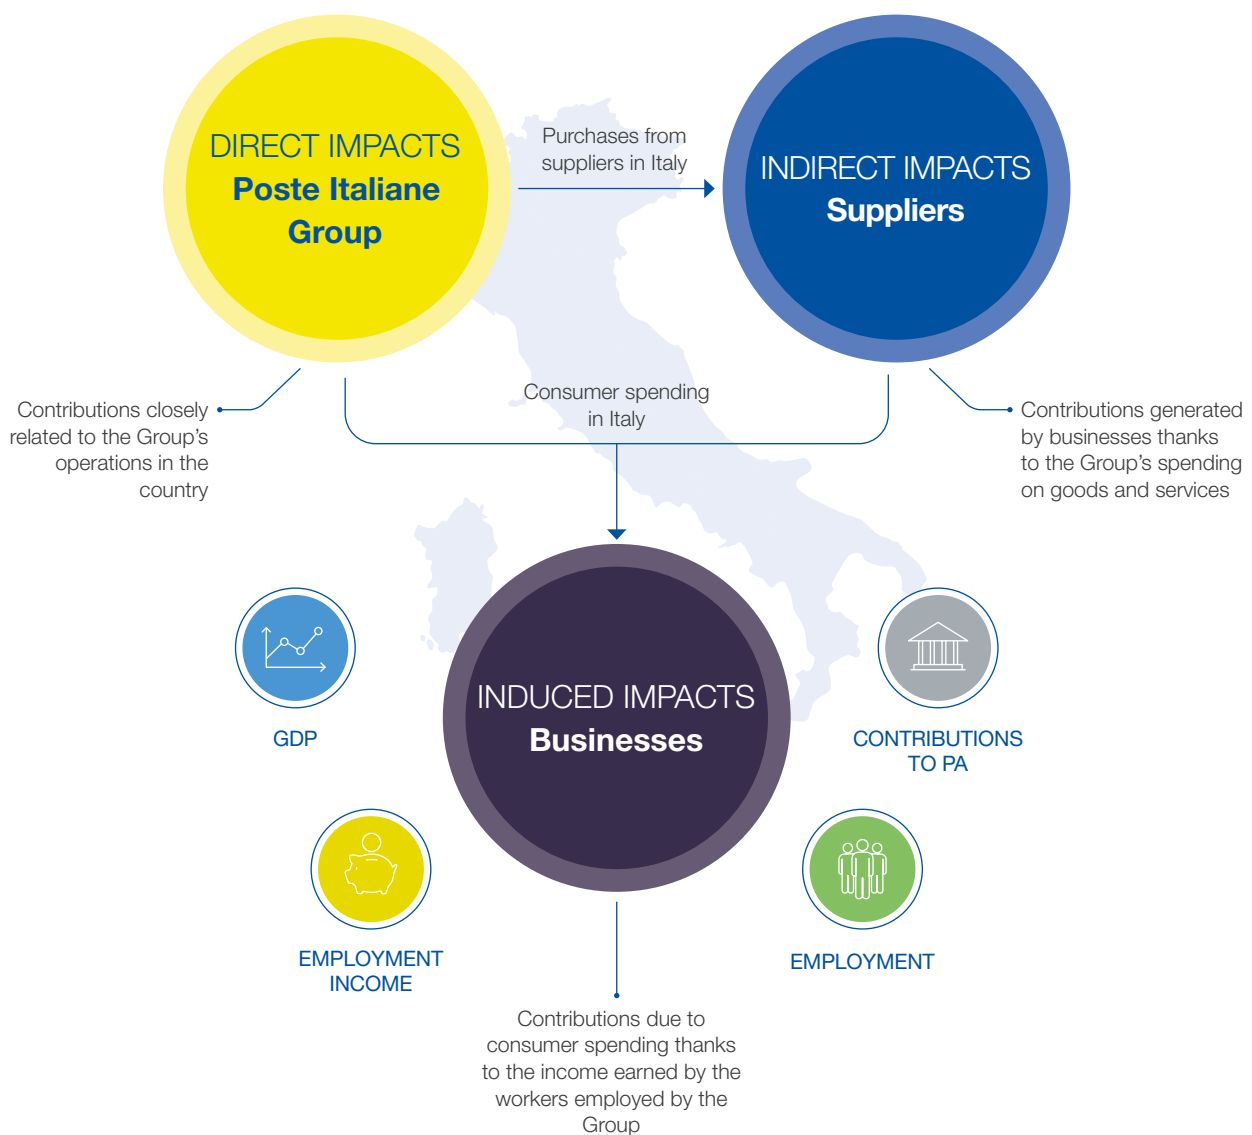 DIRECT IMPACTS
Poste Italiane
Group
Purchases from
suppliers in Italy
INDIRECT IMPACTS
Suppliers
Contributions closely
related to the Group's
operations in the
country
Consumer spending
in Italy
Contributions generated
by businesses thanks
to the Group's spending
on goods and services
INDUCED IMPACTS
Businesses
GDP
CONTRIBUTIONS
TO PA
EMPLOYMENT
INCOME
EMPLOYMENT
Contributions due to
consumer spending thanks
to the income earned by the
workers employed by the
Group